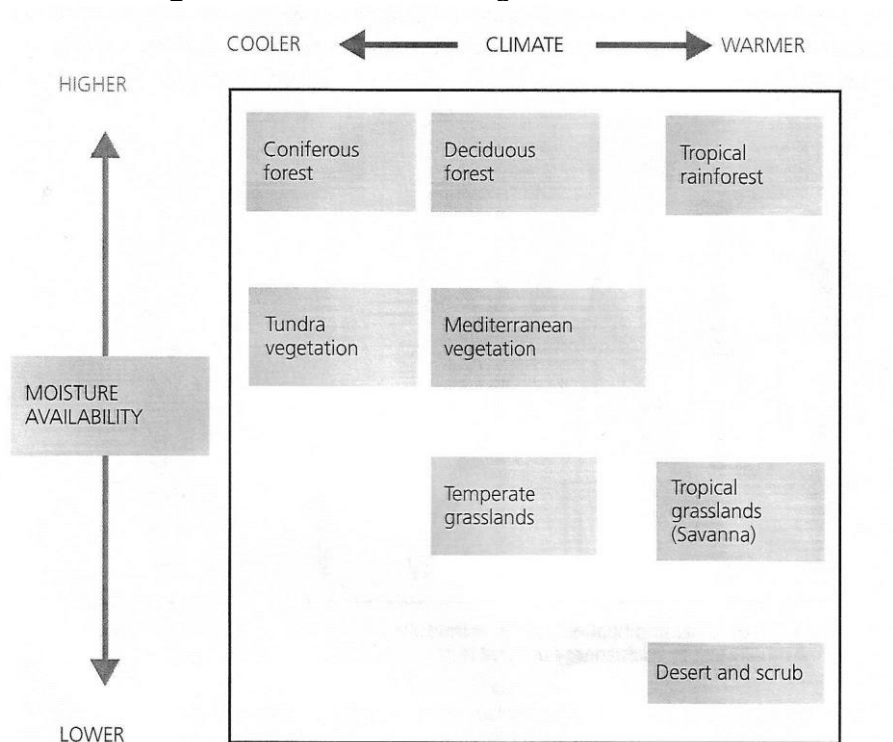 COOLER CLIMATE WARMER
HIGHER
Coniferous
forest
Deciduous
forest
Tropical
rainforest
Tundra
vegetation
Mediterranean
vegetation
MOISTURE
AVAILABILITY
Temperate
grasslands
Tropical
grasslands
(Savanna)
Desert and scrub
LOWER